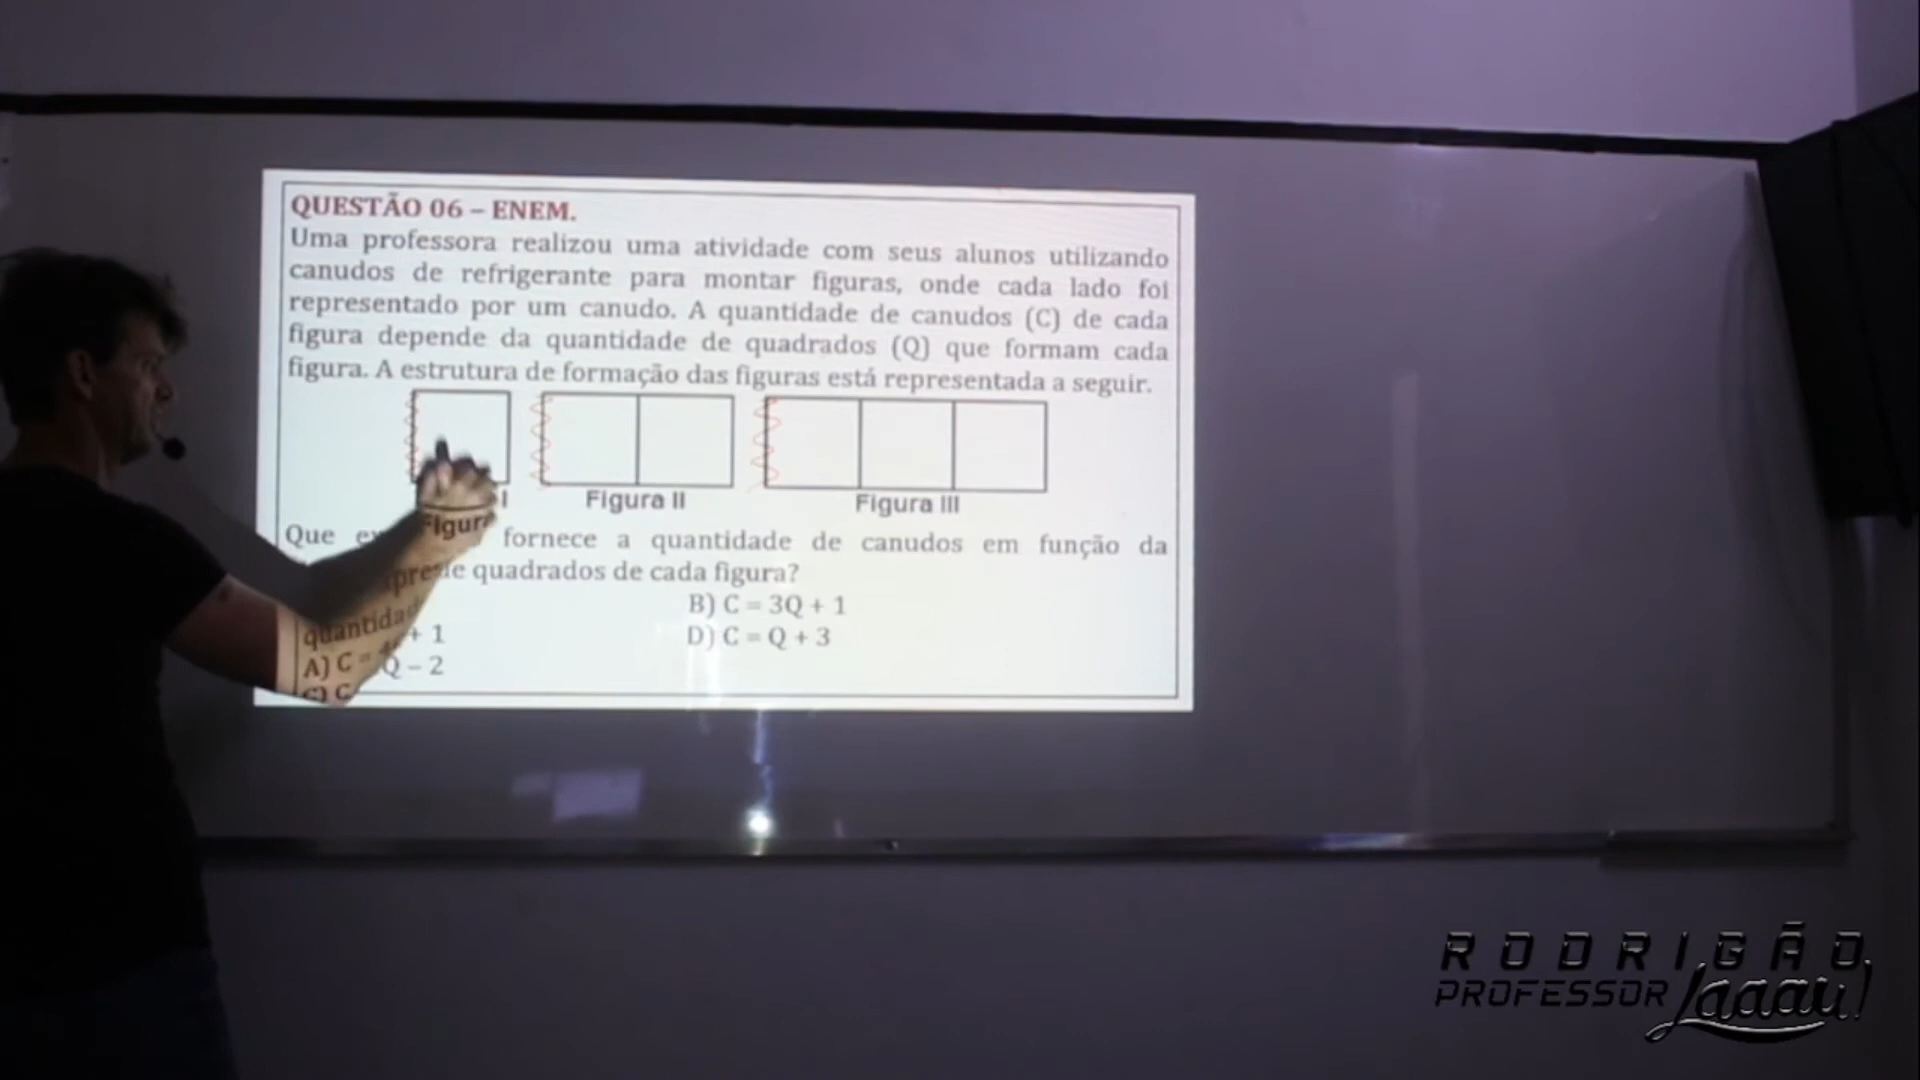 QUESTÃO 06 – ENEM.
Uma professora realizou uma atividade com seus alunos utilizando
canudos de refrigerante para montar figuras, onde cada lado foi
representado por um canudo. A quantidade de canudos (C) de cada
figura depende da quantidade de quadrados (Q) que formam cada
figura. A estrutura de formação das figuras está representada a seguir.
Figura I
Figura II
Figura III
Que fornece a quantidade de canudos em função da
quadrados de cada figura?
A) C = + 1
B) C = 3Q + 1
C) C Q – 2
D) C = Q + 3
RODRIGÃO
PROFESSOR Laaau!